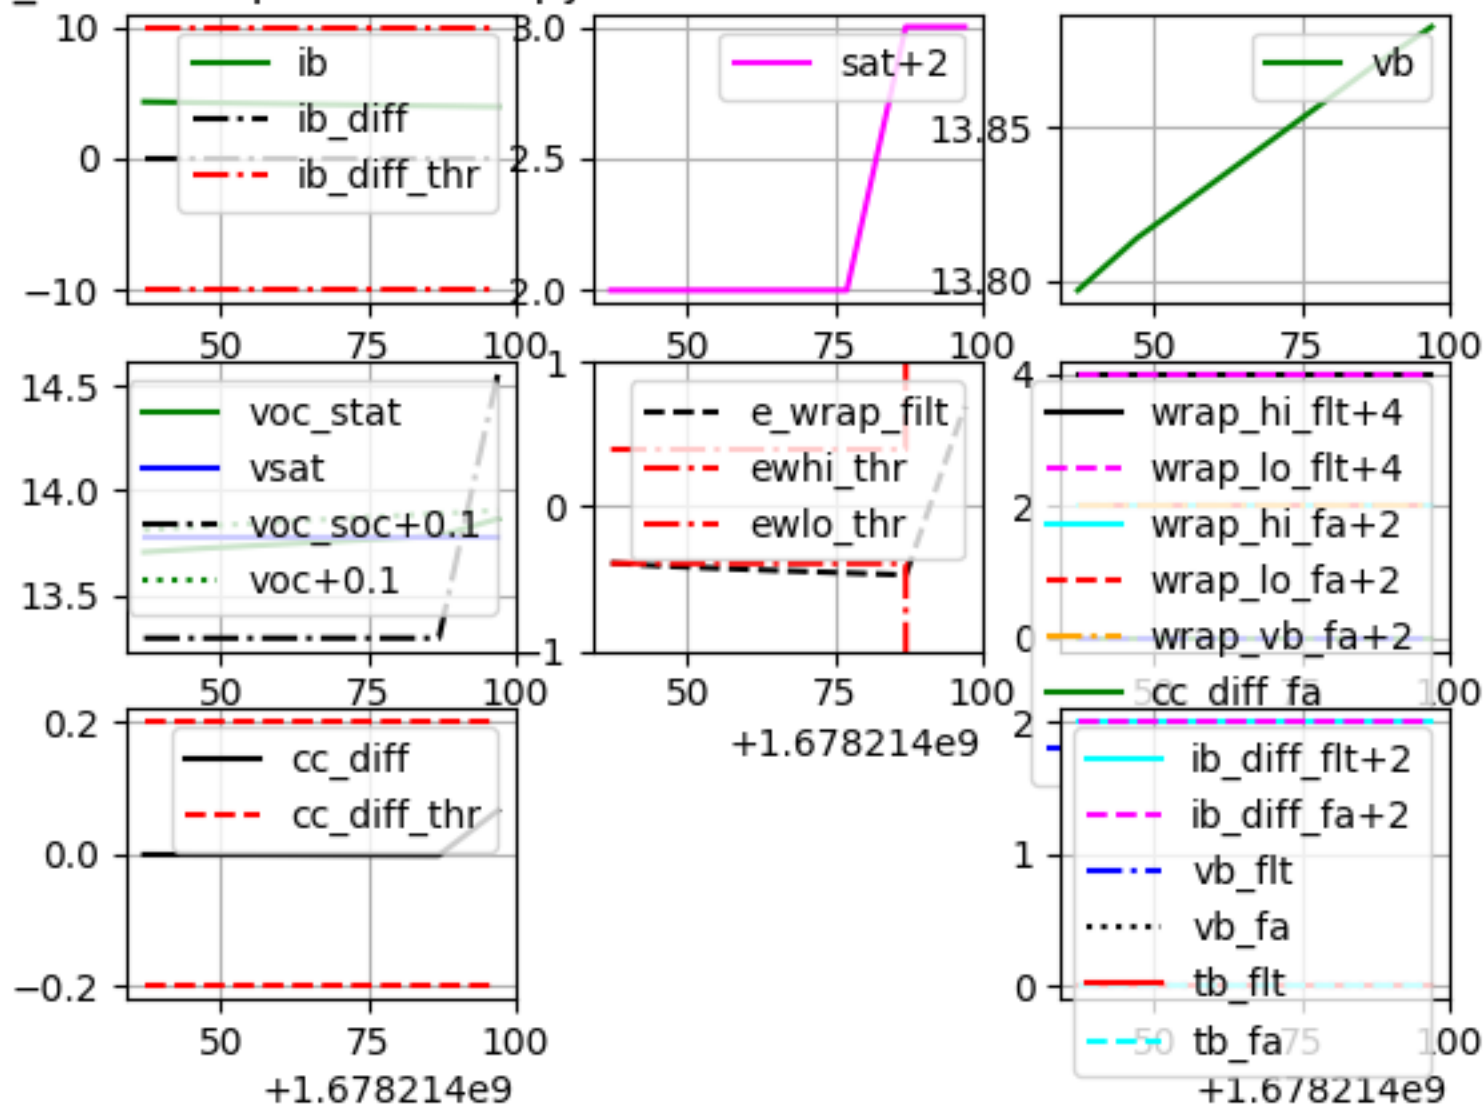 10
0
−10
ib
ib_diff
ib_diff_thr
50
75
100
3.0
2.5
2.0
sat+2
50
75
100
13.85
13.80
vb
50
75
100
14.5
14.0
13.5
voc_stat
vsat
voc_soc+0.1
voc+0.1
50
75
100
1
0
−1
e_wrap_filt
ewhi_thr
ewlo_thr
50
75
100
+1.678214e9
4
2
0
wrap_hi_flt+4
wrap_lo_flt+4
wrap_hi_fa+2
wrap_lo_fa+2
wrap_vb_fa+2
cc_diff_fa
50
75
100
0.2
0.0
−0.2
cc_diff
cc_diff_thr
50
75
100
+1.678214e9
2
1
0
ib_diff_flt+2
ib_diff_fa+2
vb_flt
vb_fa
tb_flt
tb_fa
50
75
100
+1.678214e9